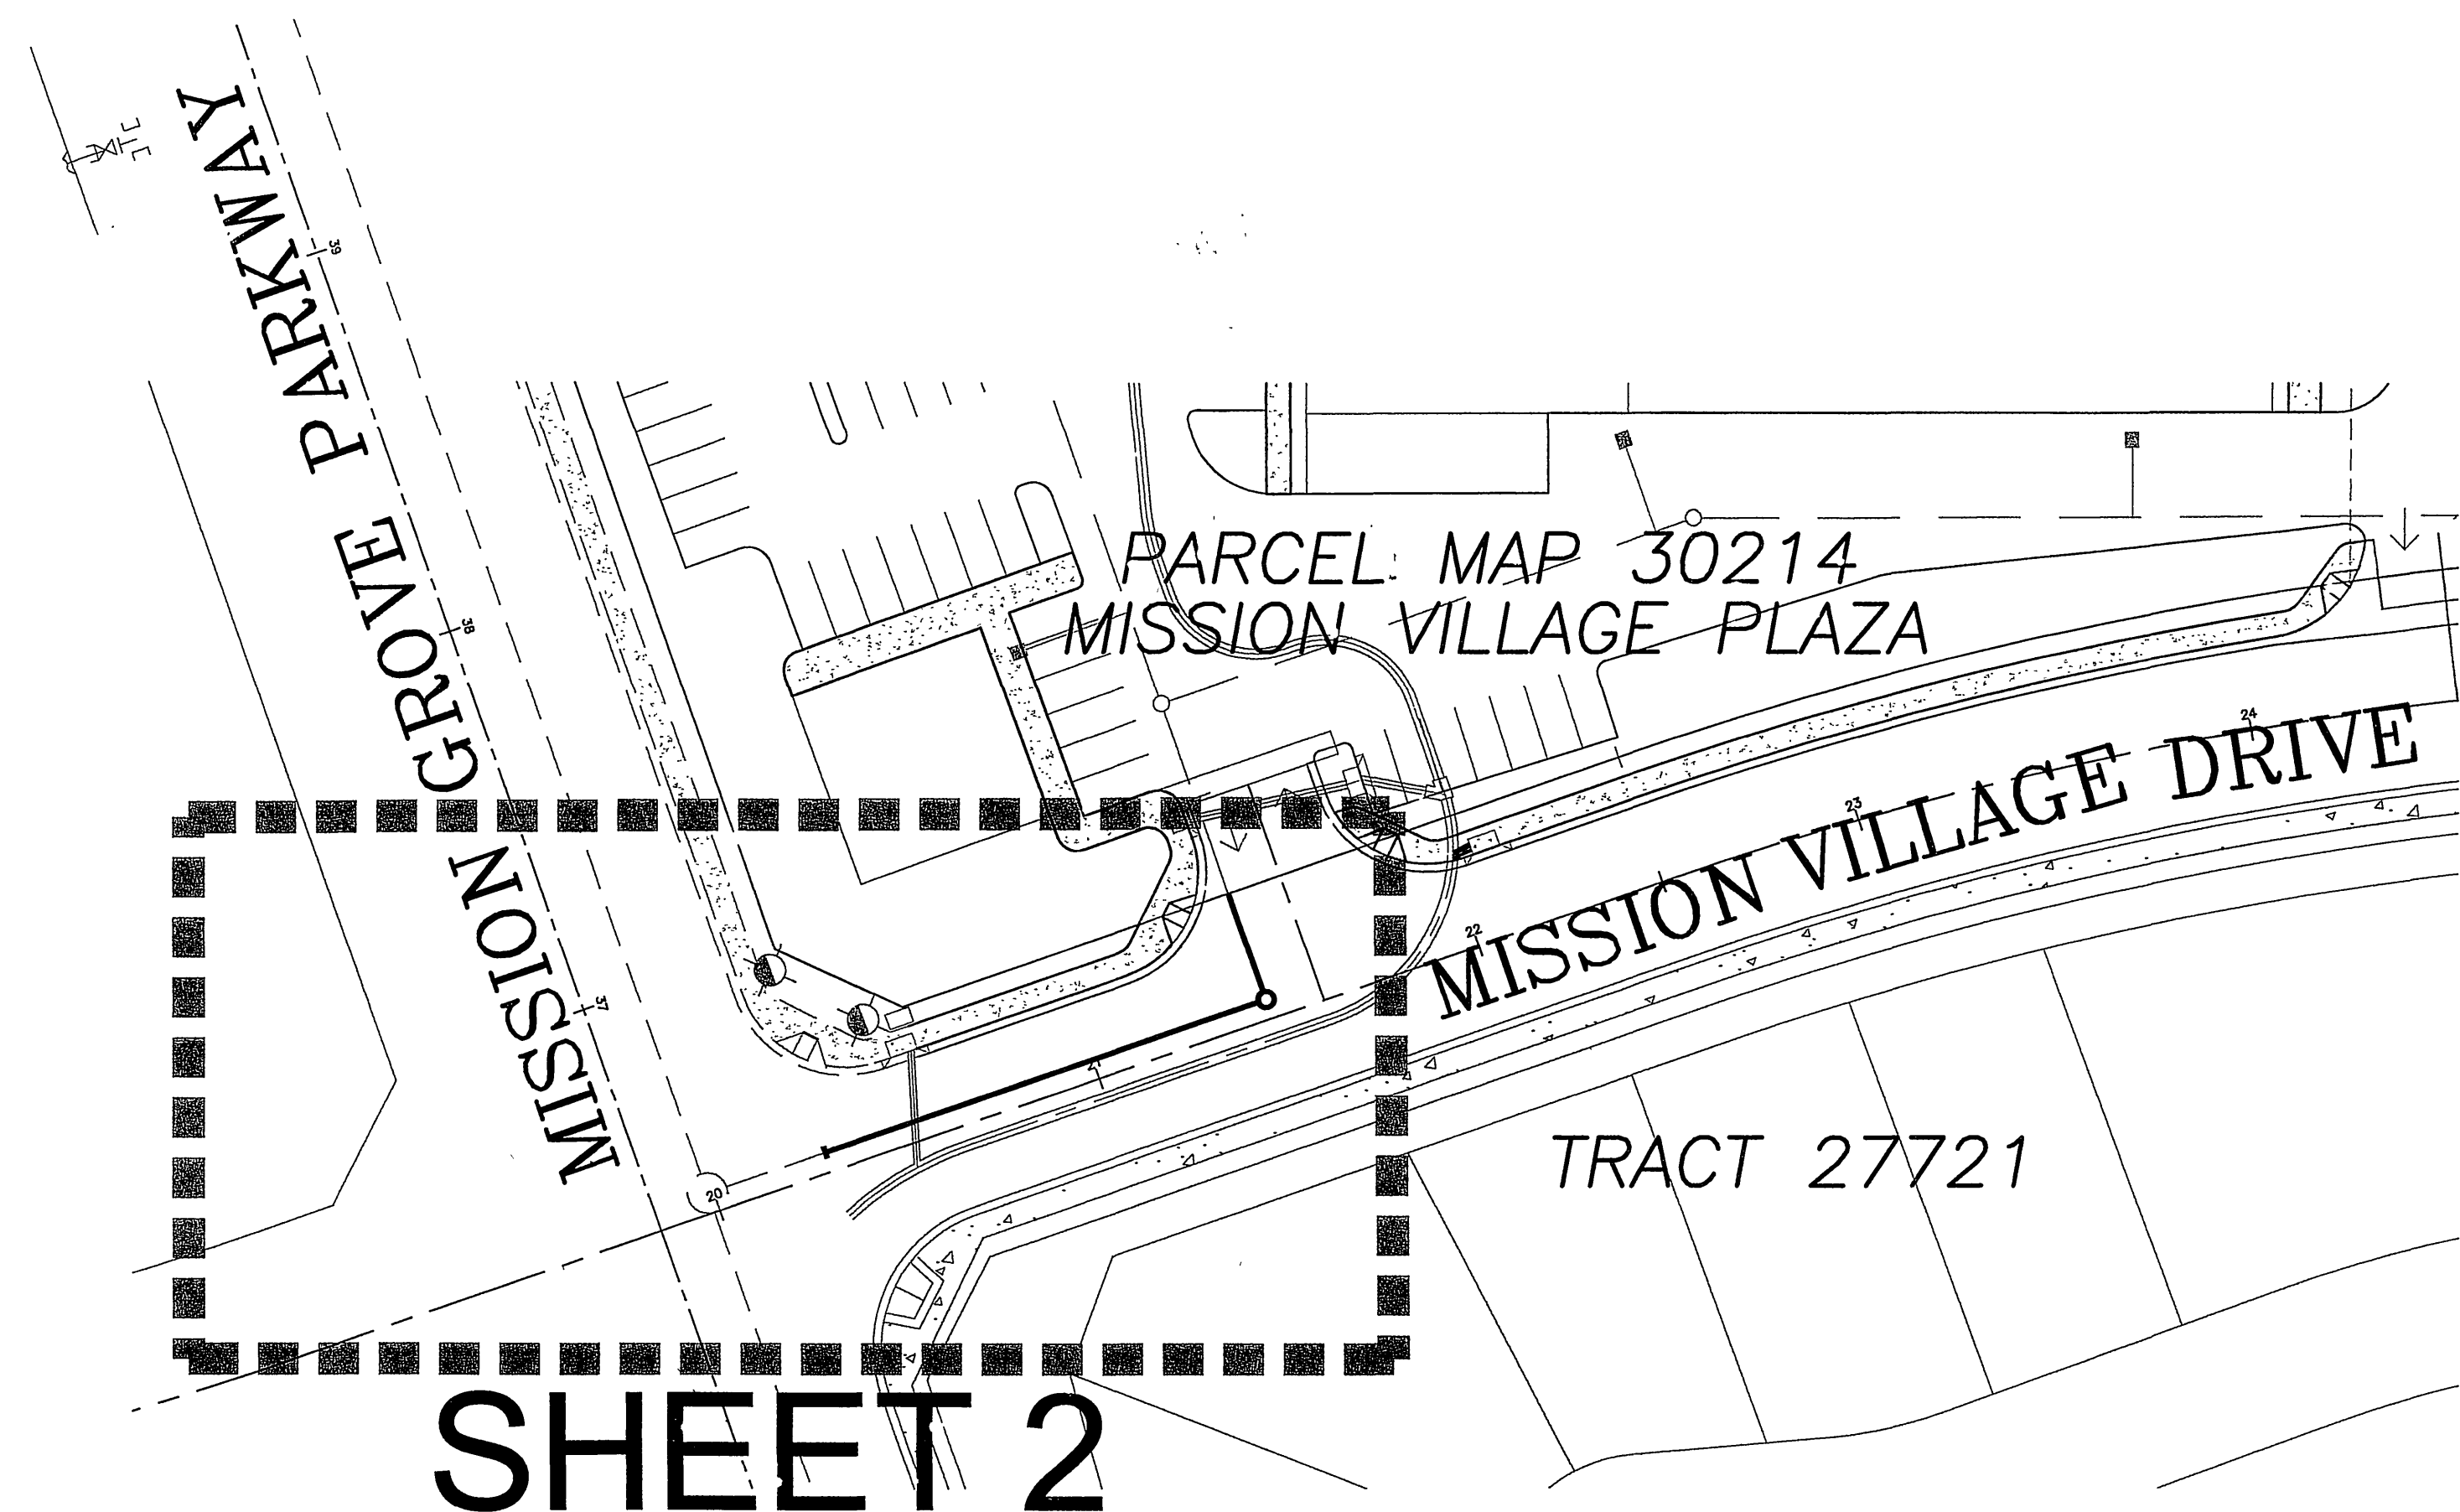 MISSION GROVE PARKWAY
39
38
37
PARCEL MAP 30214
MISSION VILLAGE PLAZA
MISSION VILLAGE DRIVE
24
23
22
21
20
TRACT 27721
SHEET 2